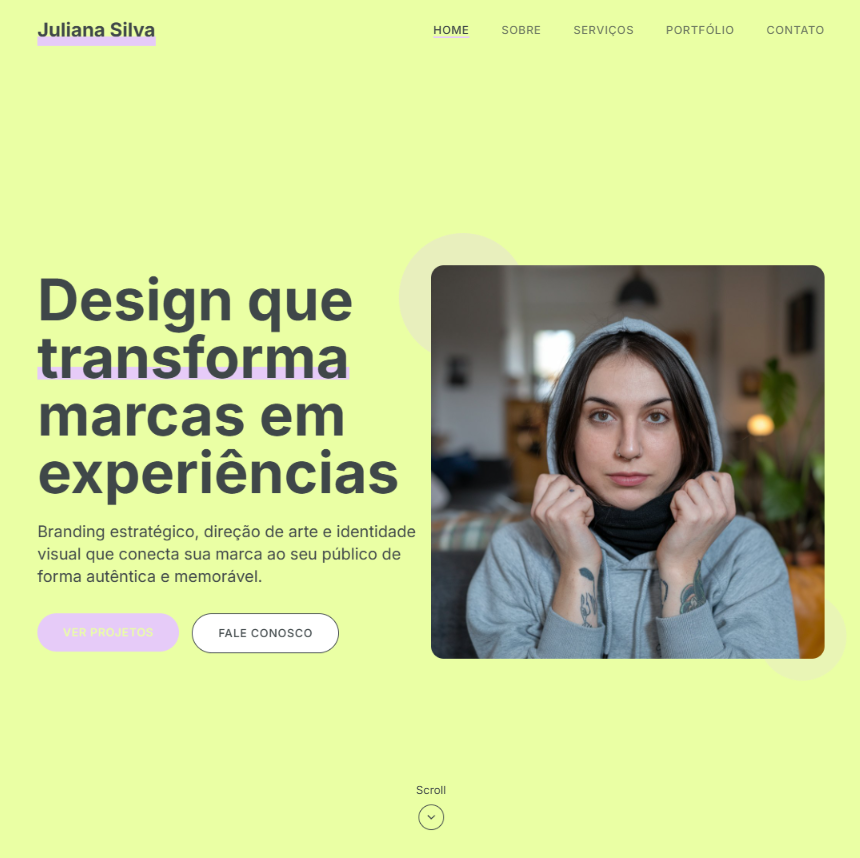 Juliana Silva
HOME SOBRE SERVIÇOS PORTFÓLIO CONTATO
Design que
transforma
marcas em
experiências
Branding estratégico, direção de arte e identidade
visual que conecta sua marca ao seu público de
forma autêntica e memorável.
VER PROJETOS FALE CONOSCO
Scroll